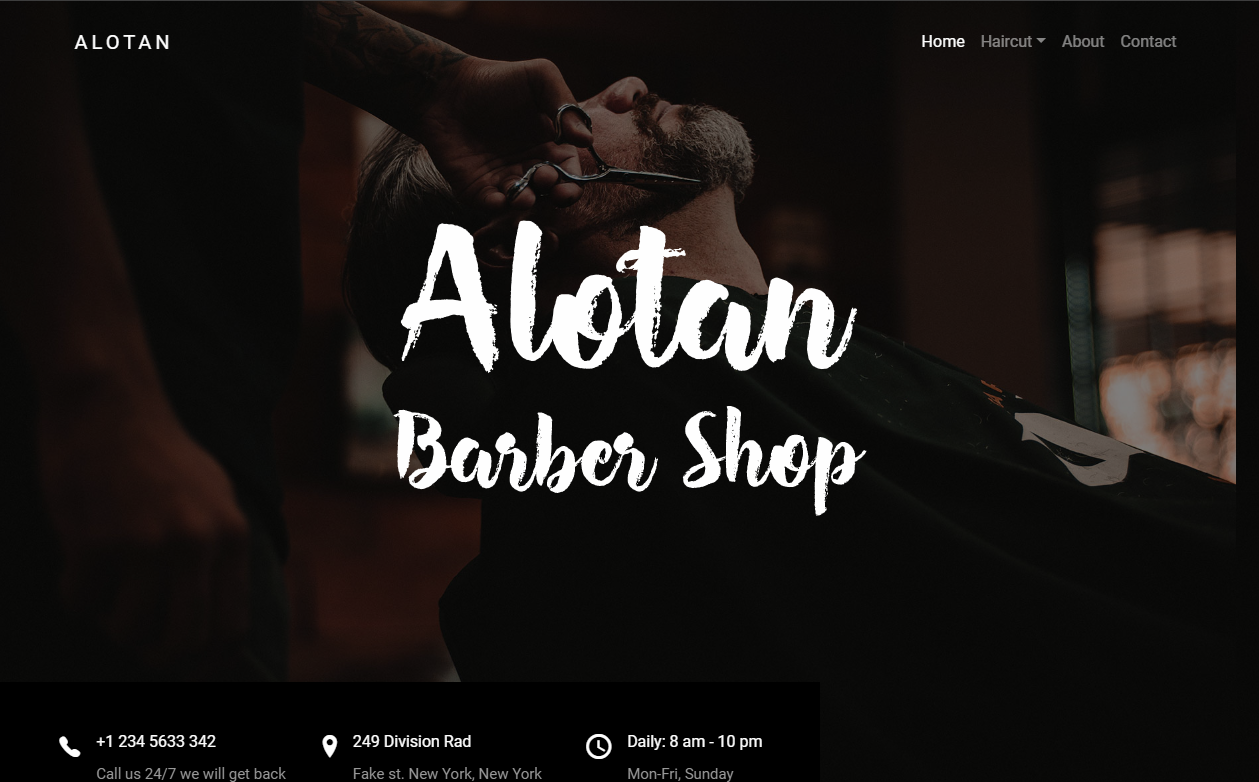 ALOTAN
Home Haircut About Contact
Alotan
Barber Shop
+1 234 5633 342
Call us 24/7 we will get back
249 Division Rad
Fake st. New York, New York
Daily: 8 am - 10 pm
Mon-Fri, Sunday